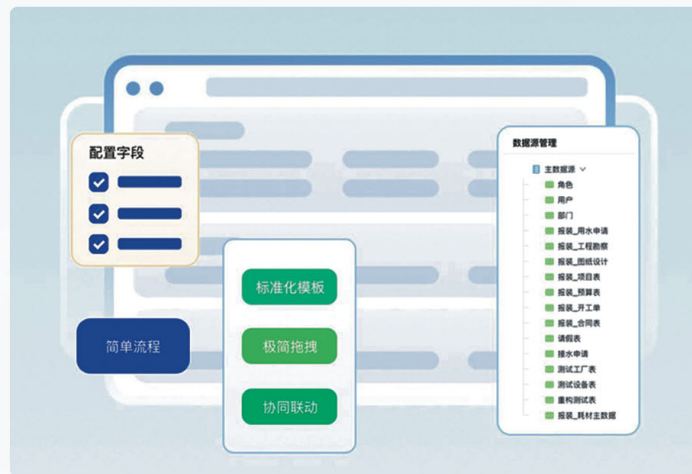 配置字段
简单流程
标准化模板
极简拖拽
协同联动
数据源管理
主数据源
角色
用户
部门
报装_用水申请
报装_工程勘察
报装_图纸设计
报装_项目表
报装_预算表
报装_开工单
报装_合同表
请假表
接水申请
测试工厂表
测试设备表
重构测试表
报装_耗材主数据